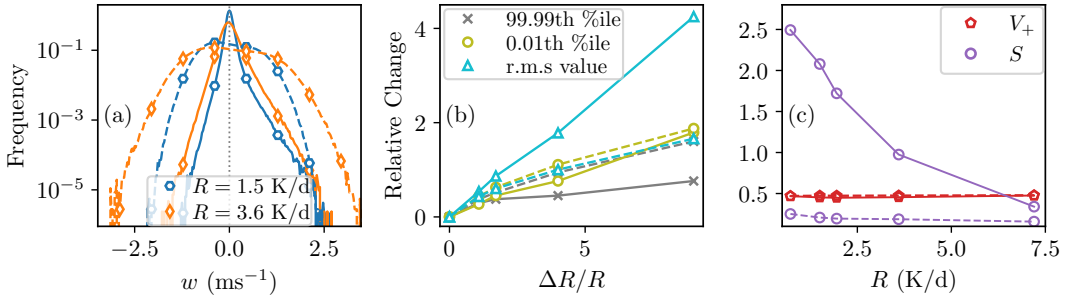 Frequency
10⁻¹
10⁻³
10⁻⁵
(a)
R = 1.5 K/d
R = 3.6 K/d
−2.5
0.0
2.5
w (ms⁻¹)
Relative Change
4
2
0
(b)
99.99th %ile
0.01th %ile
r.m.s value
0
5
ΔR/R
2.5
2.0
1.5
1.0
0.5
0.0
(c)
V₊
S
2.5
5.0
7.5
R (K/d)